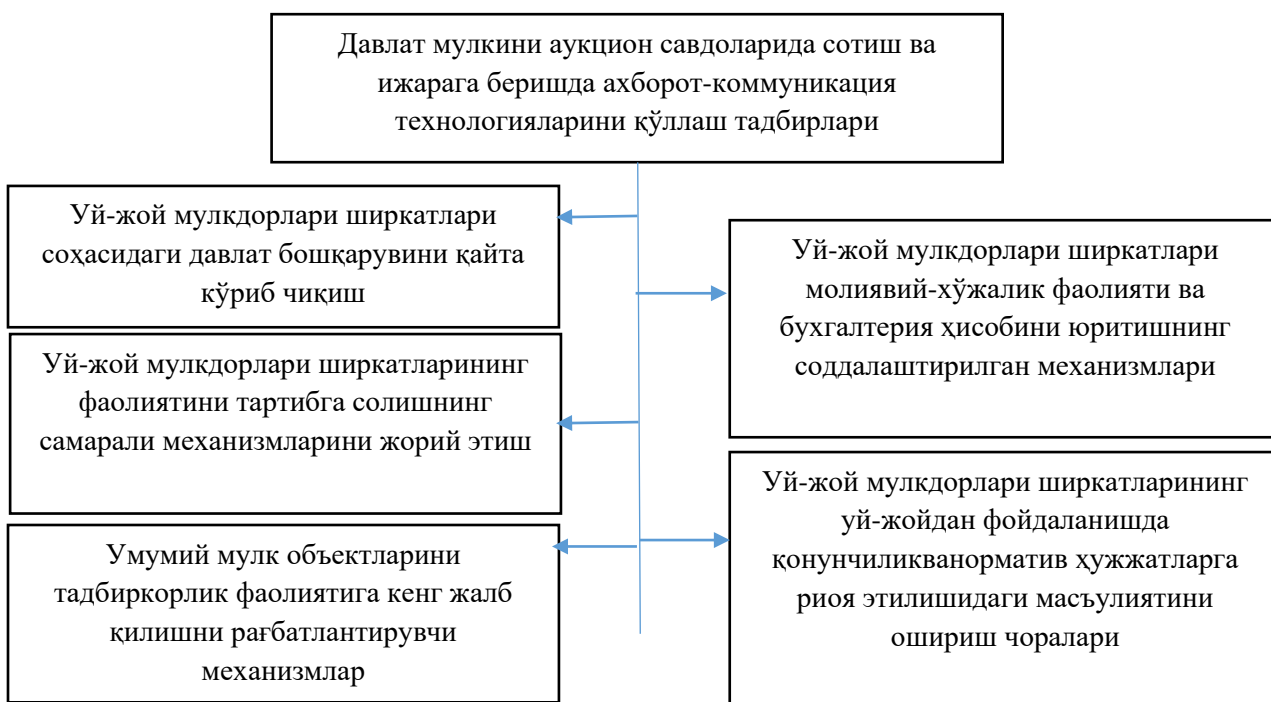 Давлат мулкини аукцион савдоларида сотиш ва
ижарага беришда ахборот-коммуникация
технологияларини қўллаш тадбирлари
Уй-жой мулкдорлари ширкатлари
соҳасидаги давлат бошқарувини қайта
кўриб чиқиш
Уй-жой мулкдорлари ширкатлари
молиявий-хўжалик фаолияти ва
бухгалтерия ҳисобини юритишнинг
соддалаштирилган механизмлари
Уй-жой мулкдорлари ширкатларининг
фаолиятини тартибга солишнинг
самарали механизмларини жорий этиш
Уй-жой мулкдорлари ширкатларининг
уй-жойдан фойдаланишда
қонунчиликванорматив ҳужжатларга
риоя этилишидаги масъулиятини
ошириш чоралари
Умумий мулк объектларини
тадбиркорлик фаолиятига кенг жалб
қилишни рағбатлантирувчи
механизмлар